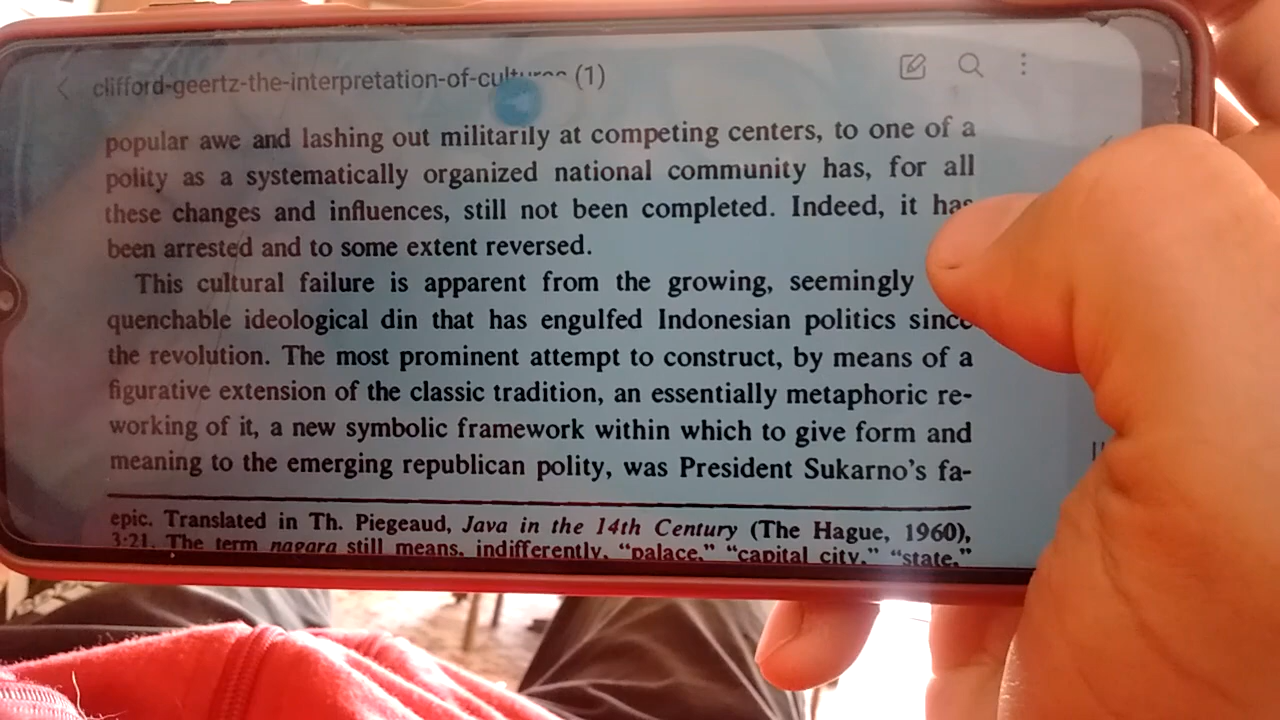 clifford-geertz-the-interpretation-of-cultures (1)
popular awe and lashing out militarily at competing centers, to one of a
polity as a systematically organized national community has, for all
these changes and influences, still not been completed. Indeed, it has
been arrested and to some extent reversed.
This cultural failure is apparent from the growing, seemingly
quenchable ideological din that has engulfed Indonesian politics since
the revolution. The most prominent attempt to construct, by means of a
figurative extension of the classic tradition, an essentially metaphoric re-
working of it, a new symbolic framework within which to give form and
meaning to the emerging republican polity, was President Sukarno's fa-
epic. Translated in Th. Piegeaud, Java in the 14th Century (The Hague, 1960),
3:21. The term nagara still means, indifferently, "palace," "capital city," "state,"